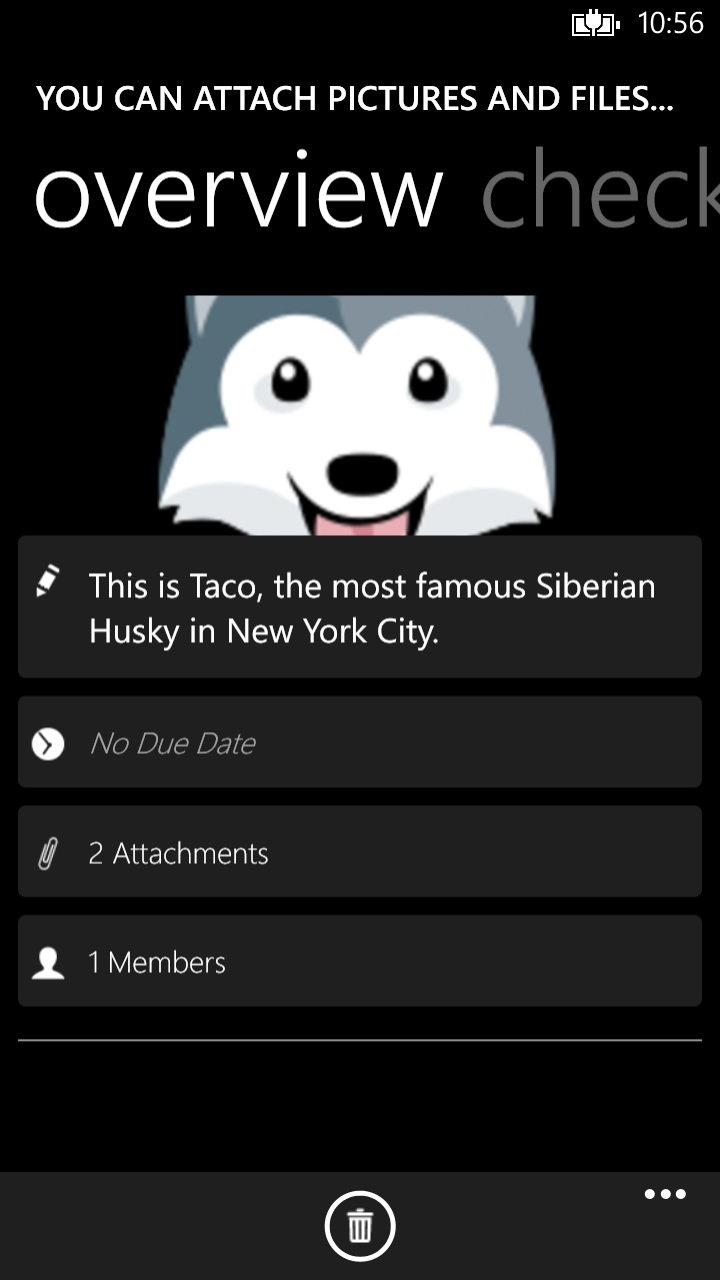 10:56
YOU CAN ATTACH PICTURES AND FILES...
overview check
This is Taco, the most famous Siberian
Husky in New York City.
No Due Date
2 Attachments
1 Members